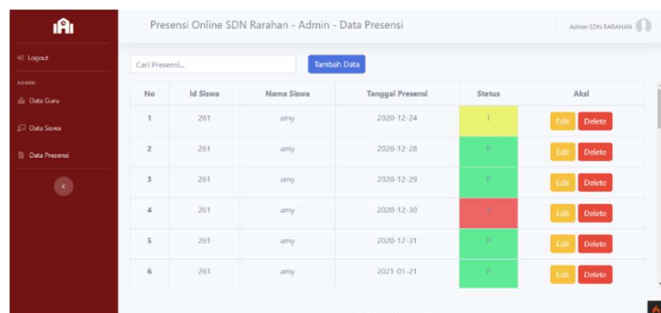 Presensi Online SDN Rarahan - Admin - Data Presensi
Admin SDN RARAHAN
Logout
Cari Presensi...
Tambah Data
ADMIN
Data Guru
Data Siswa
Data Presensi
No Id Siswa Nama Siswa Tanggal Presensi Status Aksi
1 261 amy 2020-12-24 I Edit Delete
2 261 amy 2020-12-28 P Edit Delete
3 261 amy 2020-12-29 P Edit Delete
4 261 amy 2020-12-30 Edit Delete
5 261 amy 2020-12-31 P Edit Delete
6 261 amy 2021-01-21 P Edit Delete